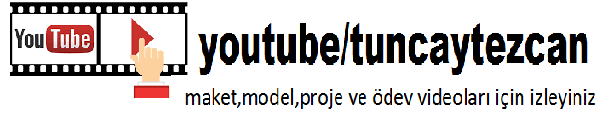 YouTube
youtube/tuncaytezcan
maket,model,proje ve ödev videoları için izleyiniz